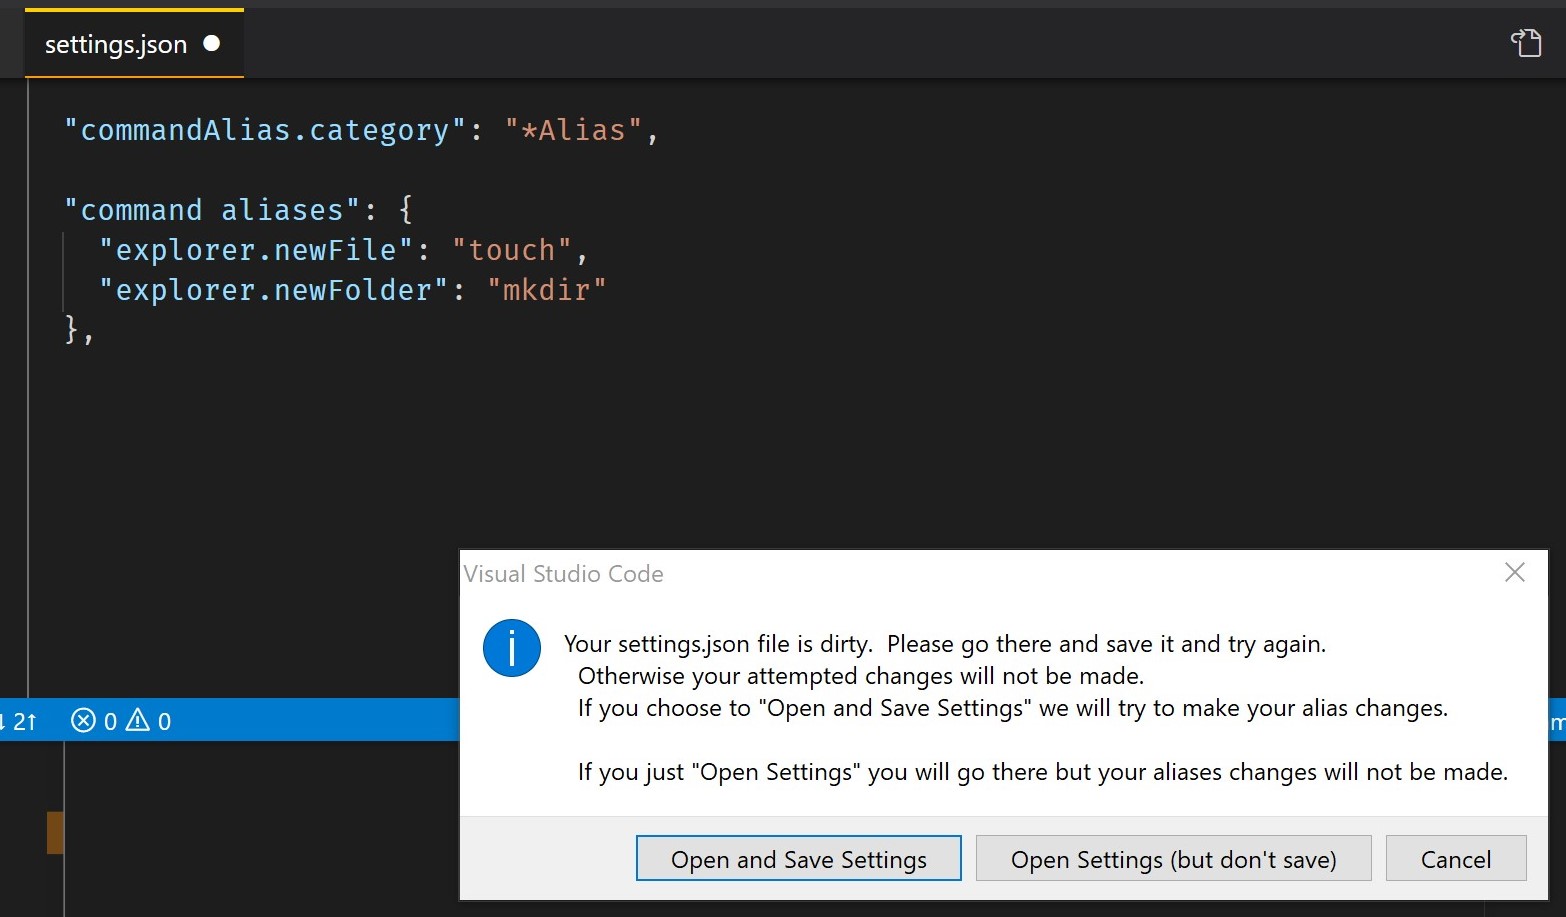 settings.json
"commandAlias.category": "*Alias",
"command aliases": {
"explorer.newFile": "touch",
"explorer.newFolder": "mkdir"
},
Visual Studio Code
Your settings.json file is dirty.  Please go there and save it and try again.
Otherwise your attempted changes will not be made.
If you choose to "Open and Save Settings" we will try to make your alias changes.
If you just "Open Settings" you will go there but your aliases changes will not be made.
↓ 2↑ 0 0
Open and Save Settings Open Settings (but don't save) Cancel